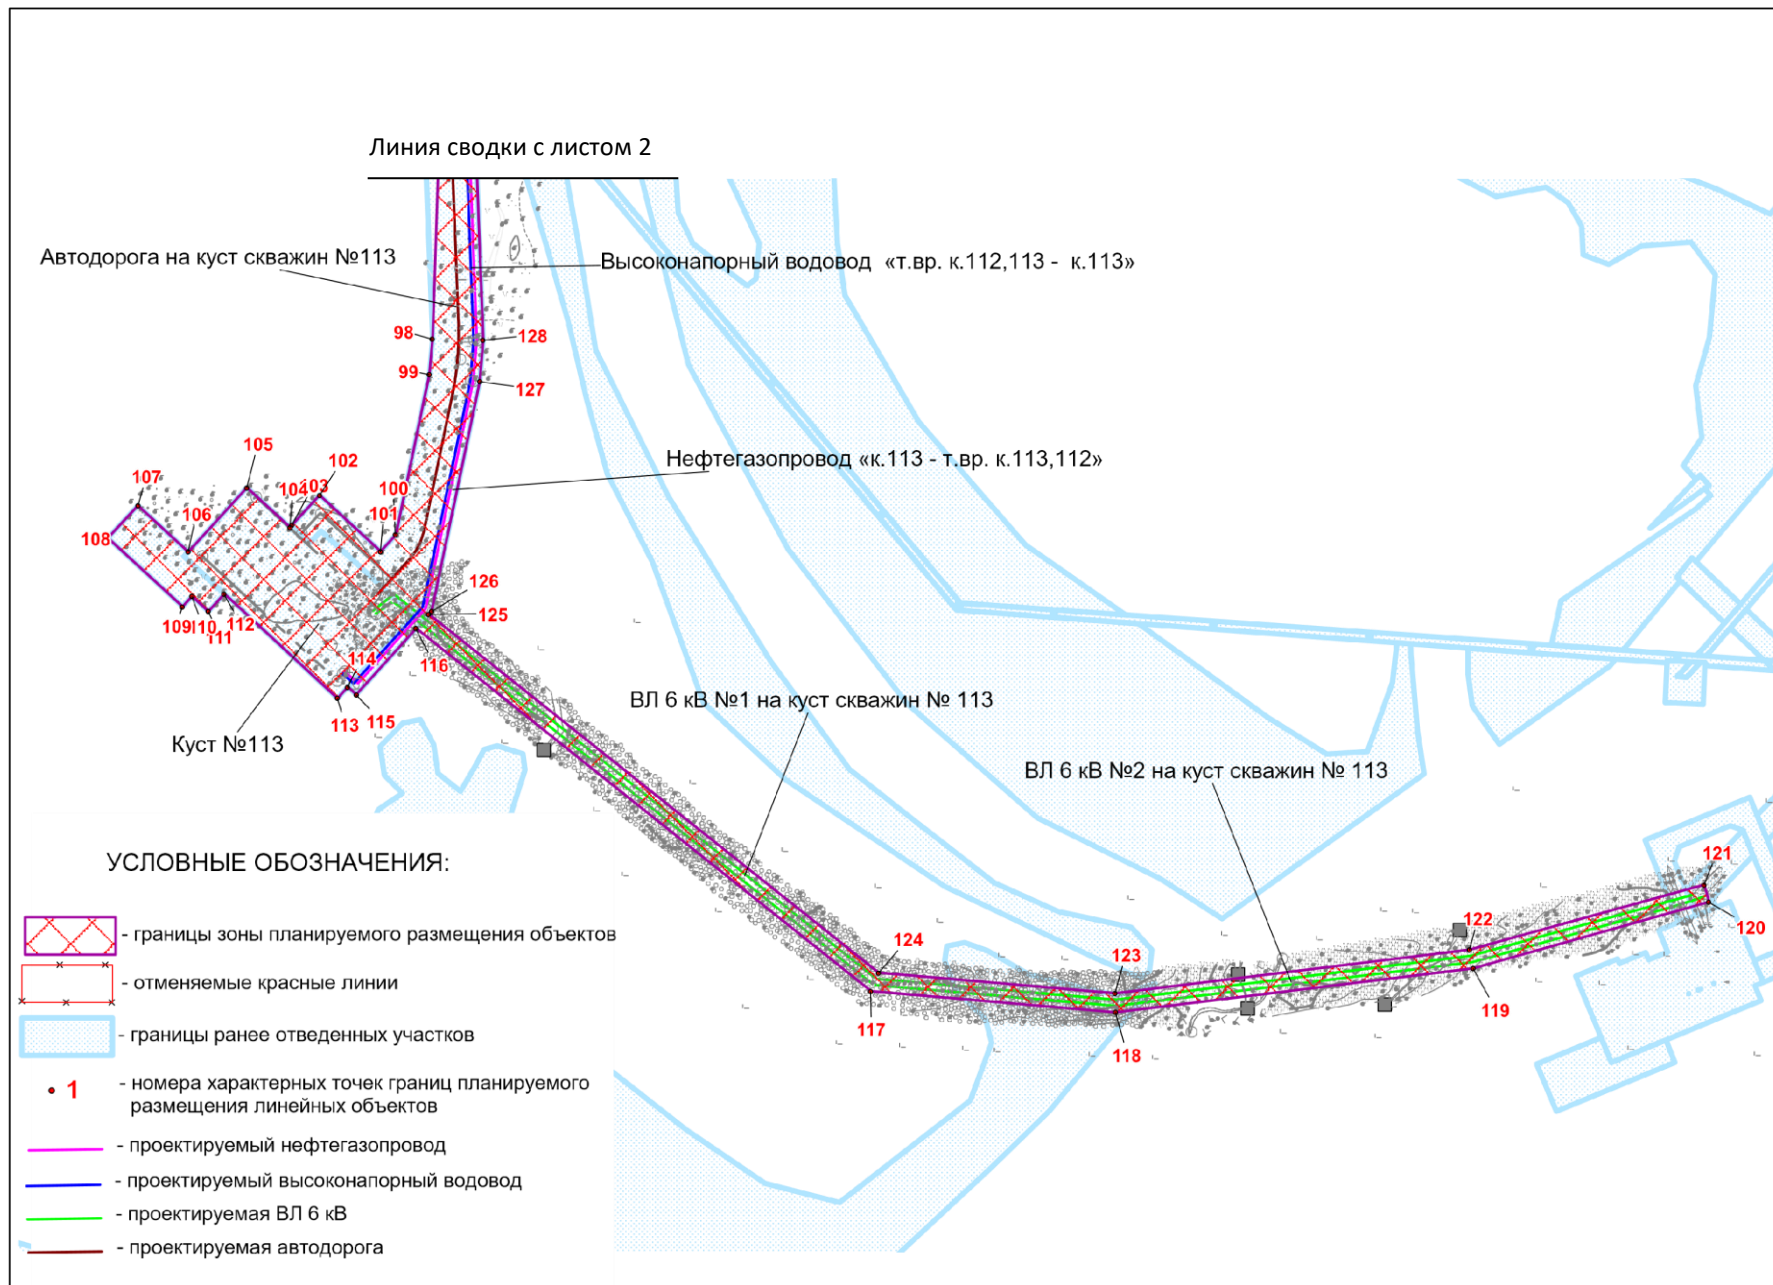 Линия сводки с листом 2
Автодорога на куст скважин №113
Высоконапорный водовод «т.вр. к.112,113 - к.113»
98
128
99
127
Нефтегазопровод «к.113 - т.вр. к.113,112»
105
102
107
104
103
100
101
106
108
126
125
109
110
111
112
116
114
113
115
Куст №113
ВЛ 6 кВ №1 на куст скважин № 113
ВЛ 6 кВ №2 на куст скважин № 113
121
120
122
119
124
123
117
118
УСЛОВНЫЕ ОБОЗНАЧЕНИЯ:
- границы зоны планируемого размещения объектов
- отменяемые красные линии
- границы ранее отведенных участков
1
- номера характерных точек границ планируемого
размещения линейных объектов
- проектируемый нефтегазопровод
- проектируемый высоконапорный водовод
- проектируемая ВЛ 6 кВ
- проектируемая автодорога